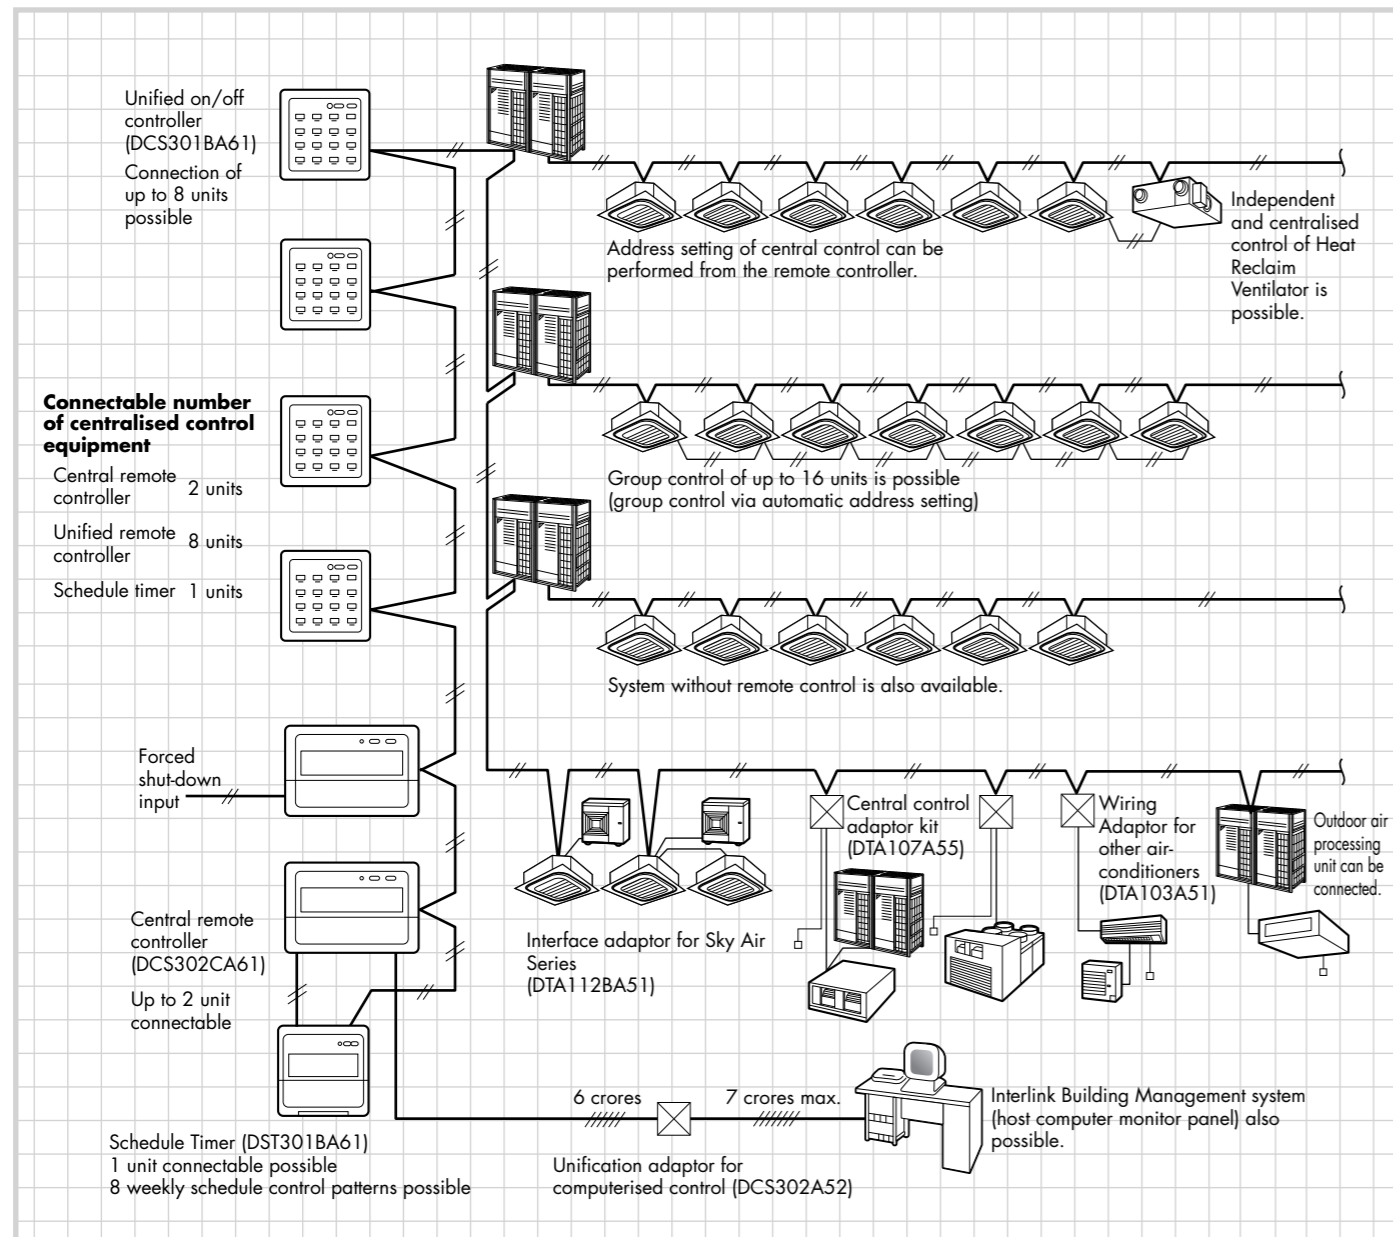 Unified on/off
controller
(DCS301BA61)
Connection of
up to 8 units
possible
Address setting of central control can be
performed from the remote controller.
Independent
and centralised
control of Heat
Reclaim
Ventilator is
possible.
Connectable number
of centralised control
equipment
Central remote
controller 2 units
Unified remote
controller 8 units
Schedule timer 1 units
Group control of up to 16 units is possible
(group control via automatic address setting)
System without remote control is also available.
Forced
shut-down
input
Central control
adaptor kit
(DTA107A55)
Wiring
Adaptor for
other air-
conditioners
(DTA103A51)
Outdoor air
processing
unit can be
connected.
Interface adaptor for Sky Air
Series
(DTA112BA51)
Central remote
controller
(DCS302CA61)
Up to 2 unit
connectable
6 crores
7 crores max.
Interlink Building Management system
(host computer monitor panel) also
possible.
Schedule Timer (DST301BA61)
1 unit connectable possible
8 weekly schedule control patterns possible
Unification adaptor for
computerised control (DCS302A52)